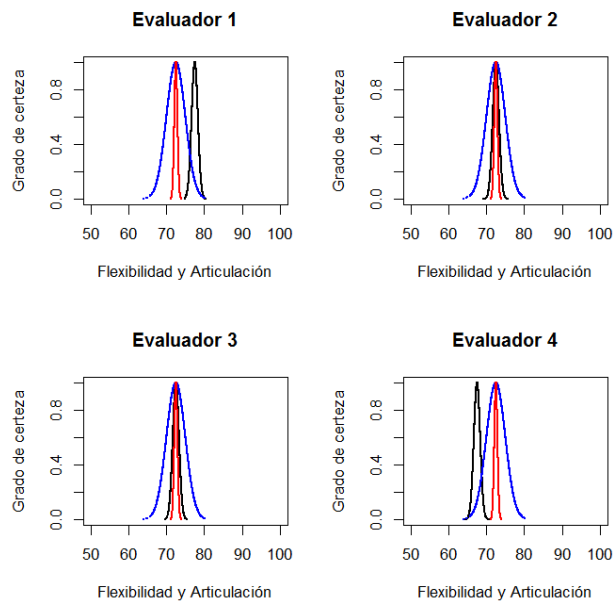 Evaluador 1
Grado de certeza
0.0 0.4 0.8
50 60 70 80 90 100
Flexibilidad y Articulación
Evaluador 2
Grado de certeza
0.0 0.4 0.8
50 60 70 80 90 100
Flexibilidad y Articulación
Evaluador 3
Grado de certeza
0.0 0.4 0.8
50 60 70 80 90 100
Flexibilidad y Articulación
Evaluador 4
Grado de certeza
0.0 0.4 0.8
50 60 70 80 90 100
Flexibilidad y Articulación